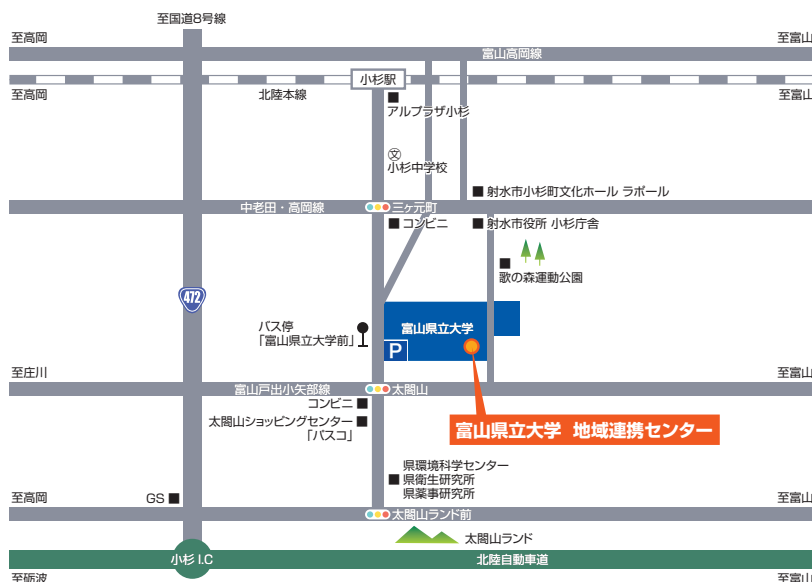 至国道8号線
至高岡
至富山
富山高岡線
小杉駅
至高岡
北陸本線
至富山
アルプラザ小杉
文
小杉中学校
射水市小杉町文化ホール ラポール
中老田・高岡線
三ケ元町
コンビニ
射水市役所 小杉庁舎
歌の森運動公園
472
バス停
「富山県立大学前」
富山県立大学
P
至庄川
至富山
富山戸出小矢部線
太閤山
コンビニ
太閤山ショッピングセンター
「パスコ」
富山県立大学 地域連携センター
県環境科学センター
県衛生研究所
県薬事研究所
至高岡
GS
至富山
太閤山ランド前
太閤山ランド
小杉 I.C
北陸自動車道
至砺波
至富山